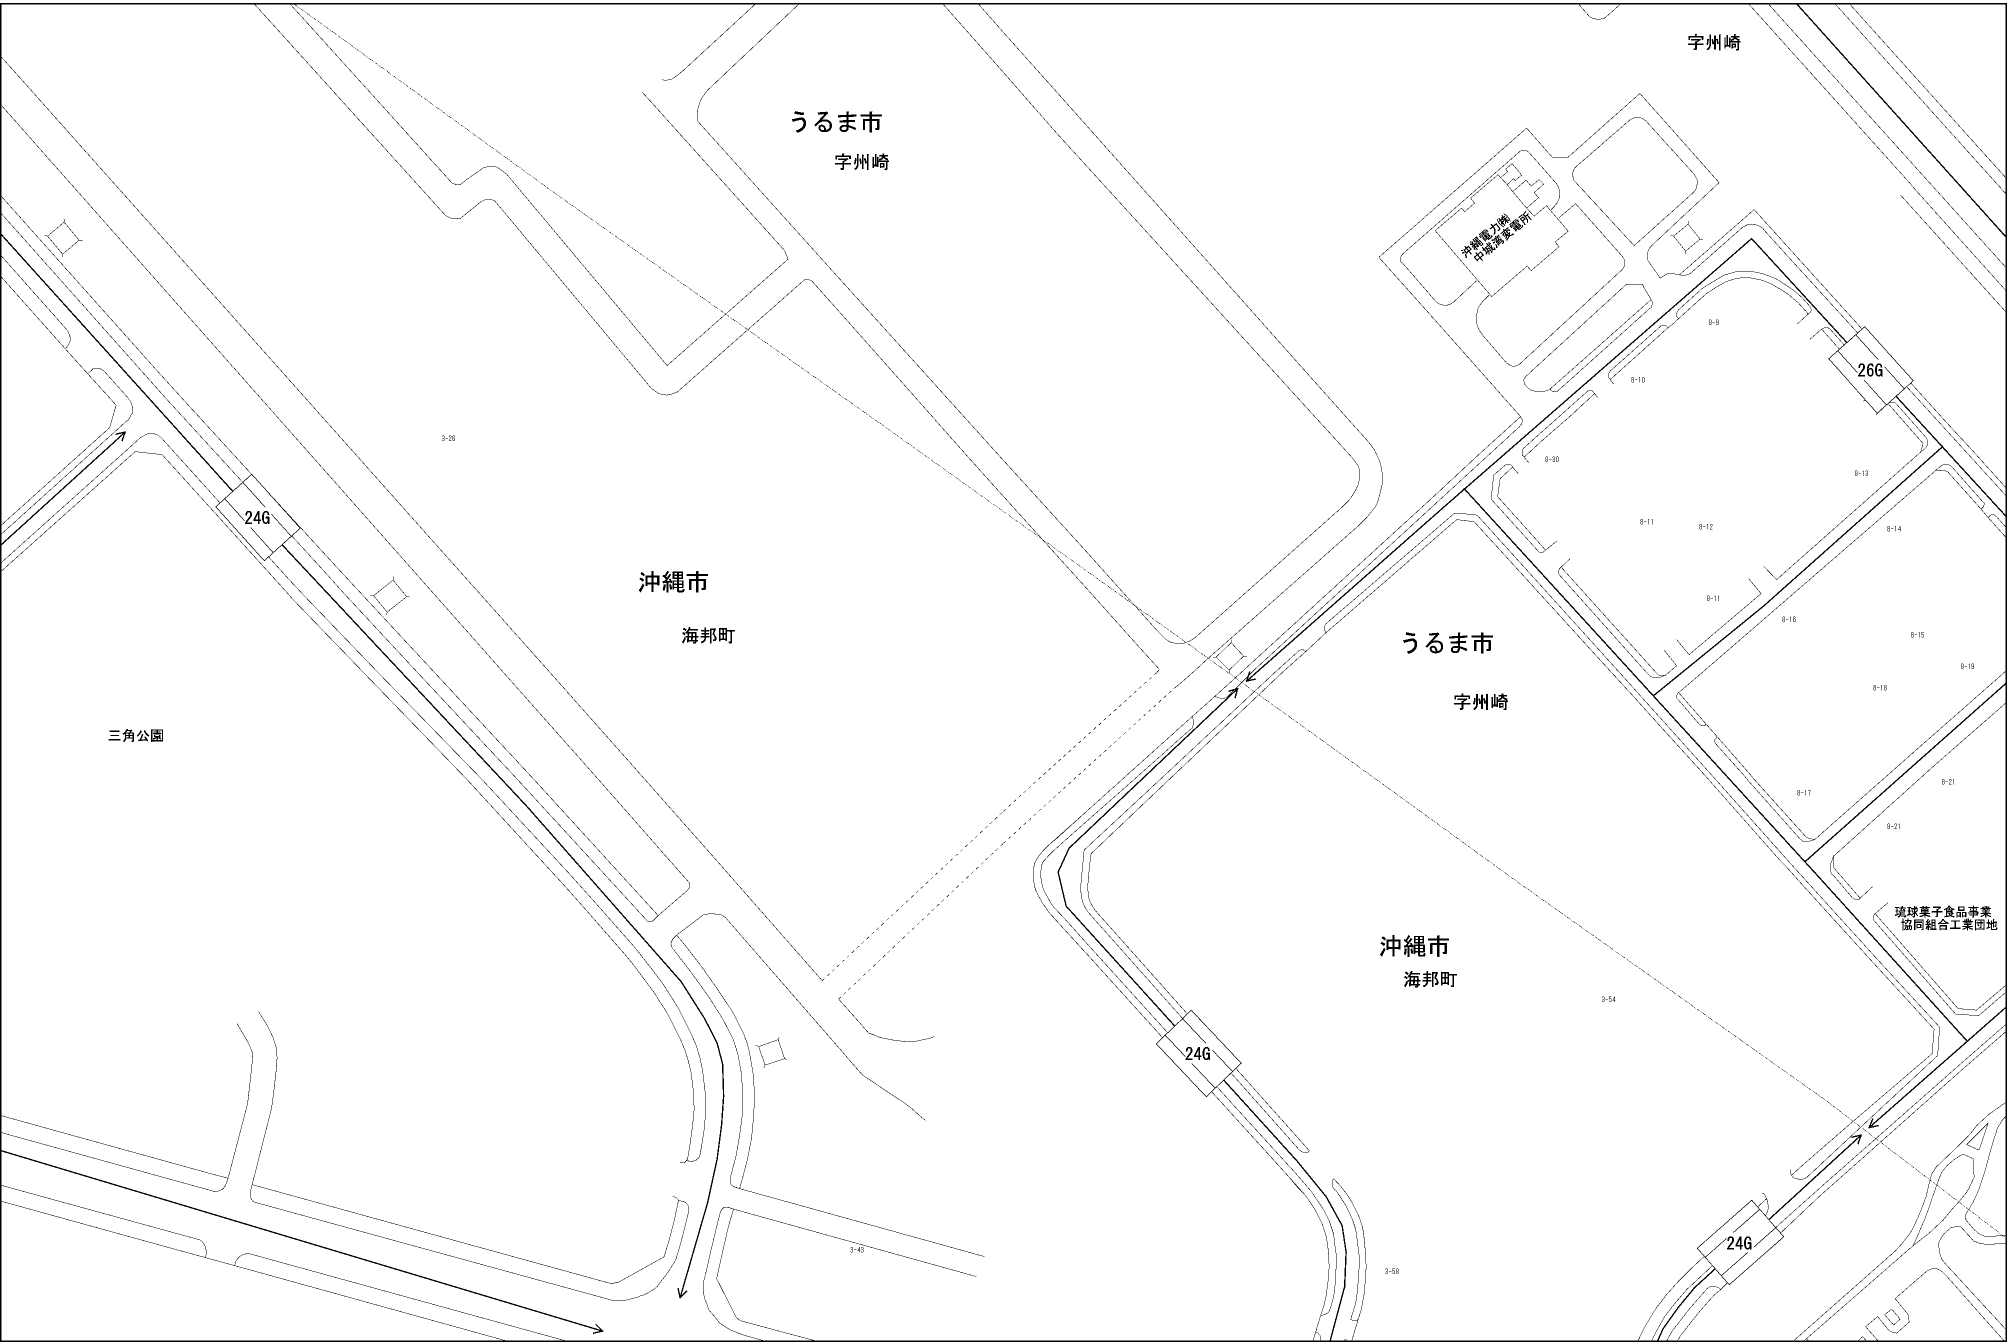 字州崎
うるま市
字州崎
沖縄電力㈱
中城湾変電所
8-9
26G
8-10
3-26
8-30
8-13
24G
8-11
8-12
8-14
沖縄市
海邦町
8-11
8-16
8-15
うるま市
8-19
8-18
字州崎
三角公園
8-21
8-17
8-21
琉球菓子食品事業
協同組合工業団地
沖縄市
海邦町
3-54
24G
24G
3-43
3-58